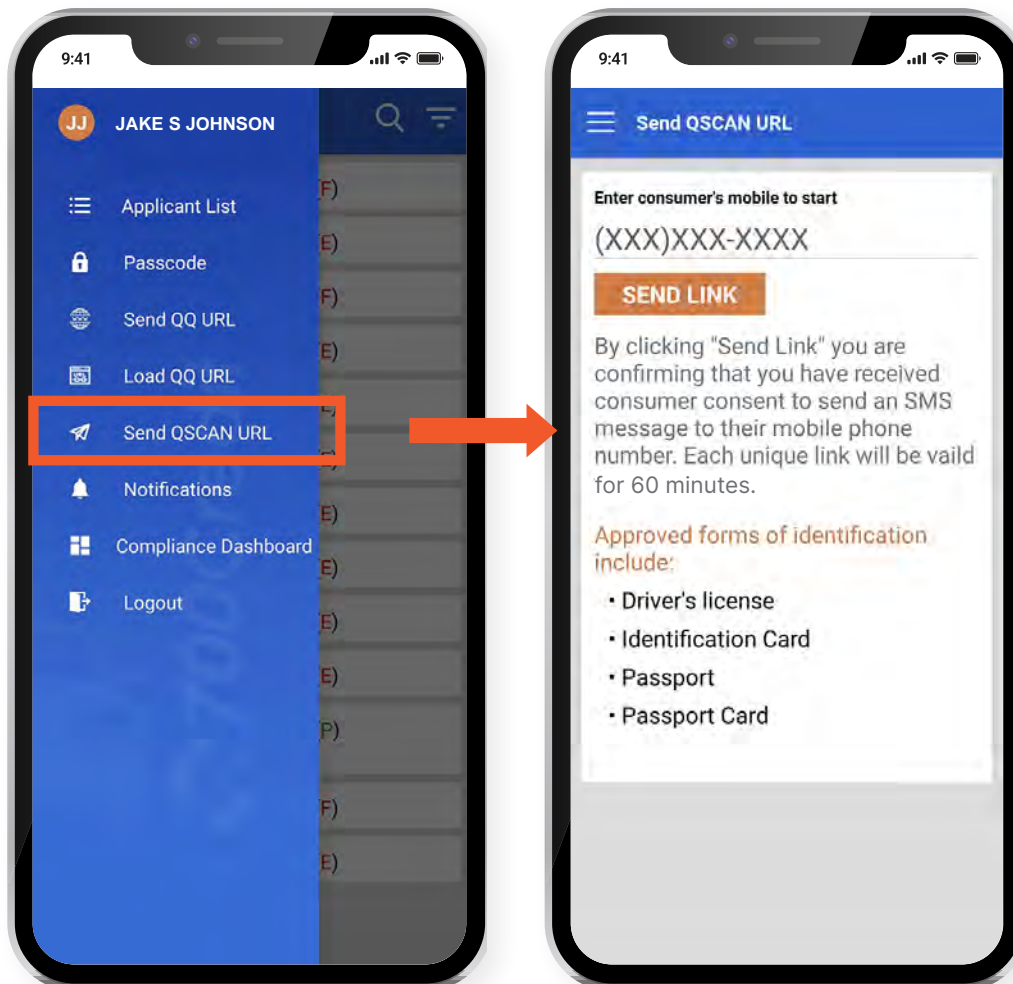 9:41
JJ JAKE S JOHNSON
Applicant List
Passcode
Send QQ URL
Load QQ URL
Send QSCAN URL
Notifications
Compliance Dashboard
Logout
F)
E)
F)
E)
E)
E)
E)
E)
E)
P)
F)
E)
9:41
Send QSCAN URL
Enter consumer's mobile to start
(XXX)XXX-XXXX
SEND LINK
By clicking "Send Link" you are
confirming that you have received
consumer consent to send an SMS
message to their mobile phone
number. Each unique link will be vaild
for 60 minutes.
Approved forms of identification
include:
· Driver's license
· Identification Card
· Passport
· Passport Card